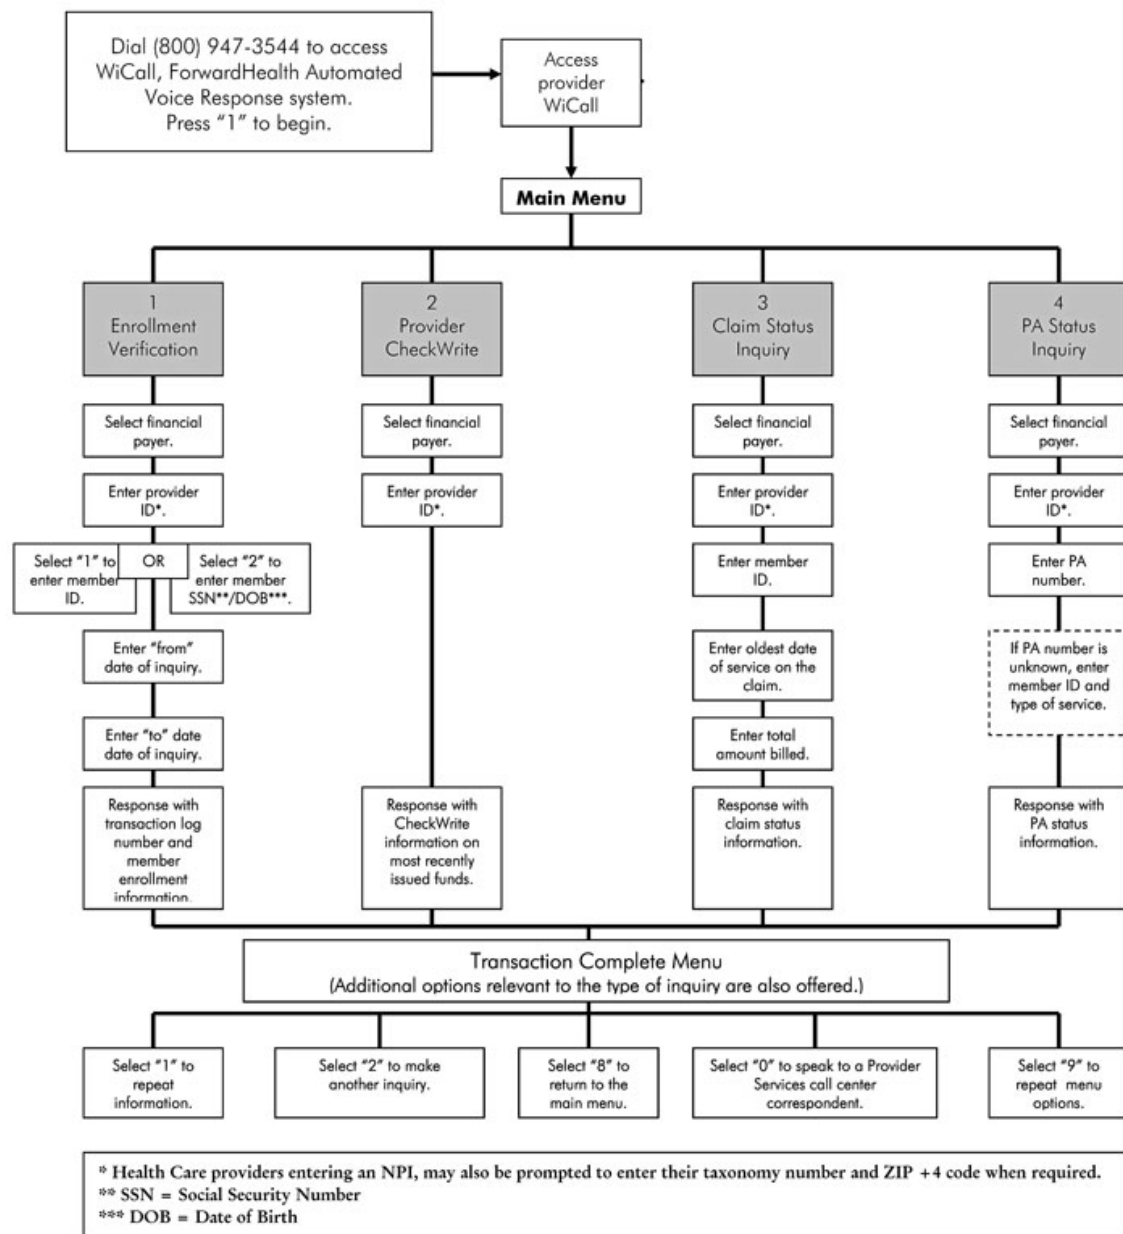 Dial (800) 947-3544 to access
WiCall, ForwardHealth Automated
Voice Response system.
Press “1” to begin.
Access
provider
WiCall
Main Menu
1
Enrollment
Verification
2
Provider
CheckWrite
3
Claim Status
Inquiry
4
PA Status
Inquiry
Select financial
payer.
Select financial
payer.
Select financial
payer.
Select financial
payer.
Enter provider
ID*.
Enter provider
ID*.
Enter provider
ID*.
Enter provider
ID*.
Select “1” to
enter member
ID.
OR
Select “2” to
enter member
SSN**/DOB***.
Enter member
ID.
Enter PA
number.
Enter “from”
date of inquiry.
Enter oldest date
of service on the
claim.
If PA number is
unknown, enter
member ID and
type of service.
Enter “to” date
date of inquiry.
Enter total
amount billed.
Response with
transaction log
number and
member
enrollment
information.
Response with
CheckWrite
information on
most recently
issued funds.
Response with
claim status
information.
Response with
PA status
information.
Transaction Complete Menu
(Additional options relevant to the type of inquiry are also offered.)
Select “1” to
repeat
information.
Select “2” to make
another inquiry.
Select “8” to
return to the
main menu.
Select “0” to speak to a Provider
Services call center
correspondent.
Select “9” to
repeat menu
options.
* Health Care providers entering an NPI, may also be prompted to enter their taxonomy number and ZIP +4 code when required.
** SSN = Social Security Number
*** DOB = Date of Birth